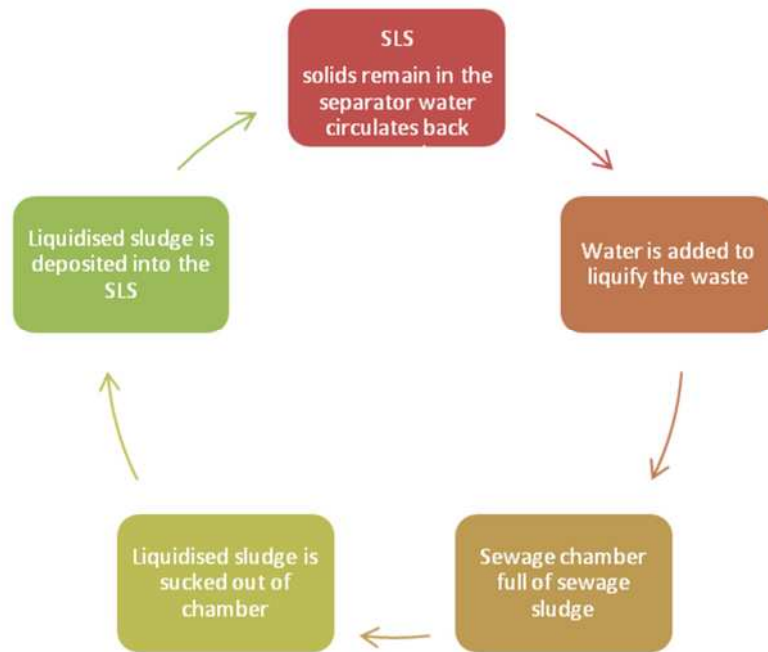 SLS
solids remain in the
separator water
circulates back
Water is added to
liquify the waste
Sewage chamber
full of sewage
sludge
Liquidised sludge is
sucked out of
chamber
Liquidised sludge is
deposited into the
SLS